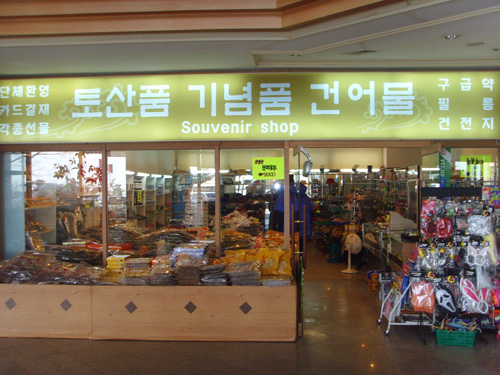 단체환영
카드결재
각종선물
토산품 기념품 건어물
Souvenir shop
구급약
필름
건전지